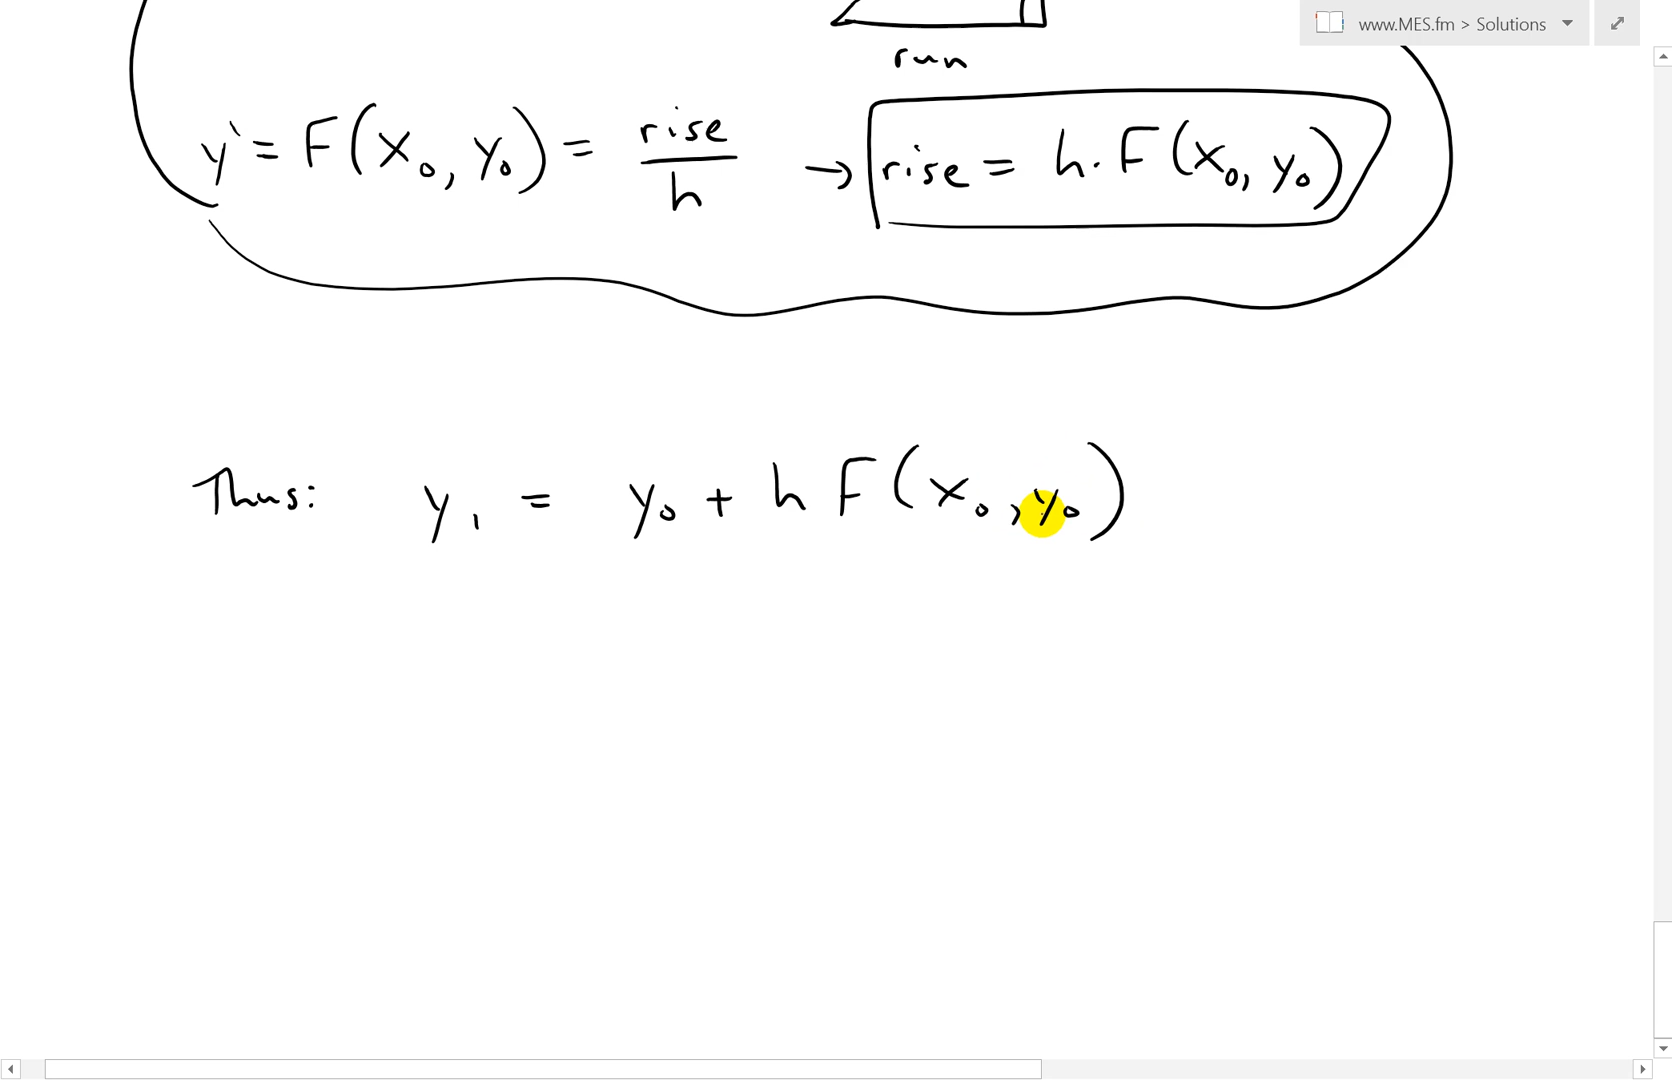 www.MES.fm > Solutions
run
y' = F(x₀, y₀) = rise/h → rise = h · F(x₀, y₀)
Thus: y₁ = y₀ + h F(x₀, y₀)